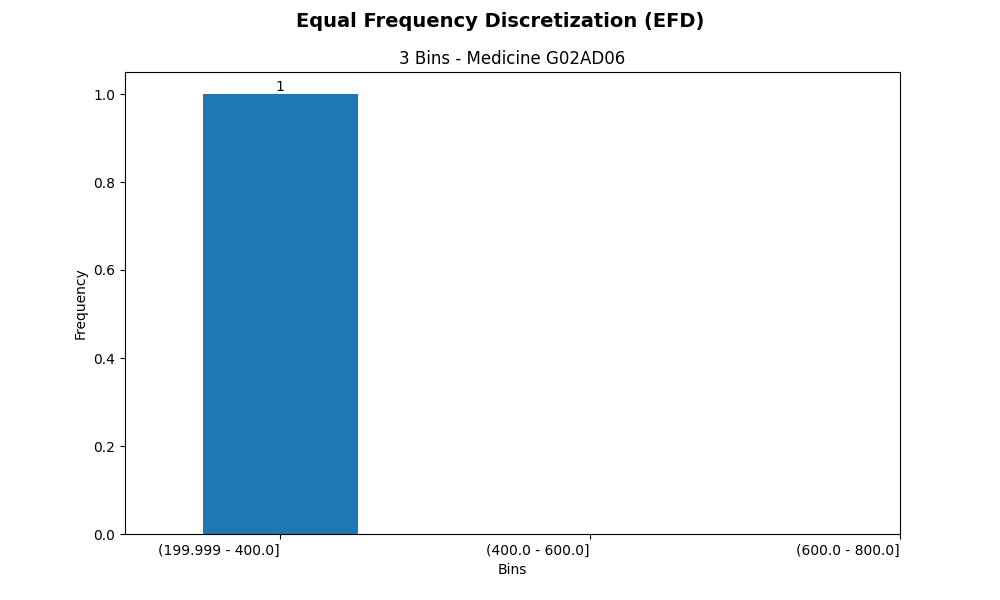 Equal Frequency Discretization (EFD)
3 Bins - Medicine G02AD06
1
1.0
0.8
0.6
0.4
0.2
0.0
Frequency
(199.999 - 400.0]
(400.0 - 600.0]
(600.0 - 800.0]
Bins